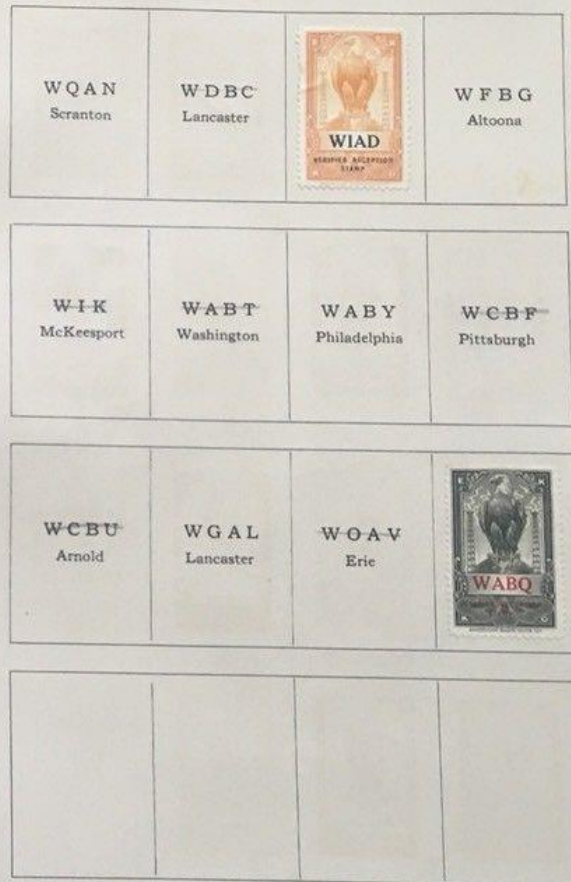 WQAN
Scranton
WDBC
Lancaster
WIAD
VERIFIED RECEPTION
STAMP
WFBG
Altoona
WIK
McKeesport
WABT
Washington
WABY
Philadelphia
WCBF
Pittsburgh
WCBU
Arnold
WGAL
Lancaster
WOAV
Erie
WABQ